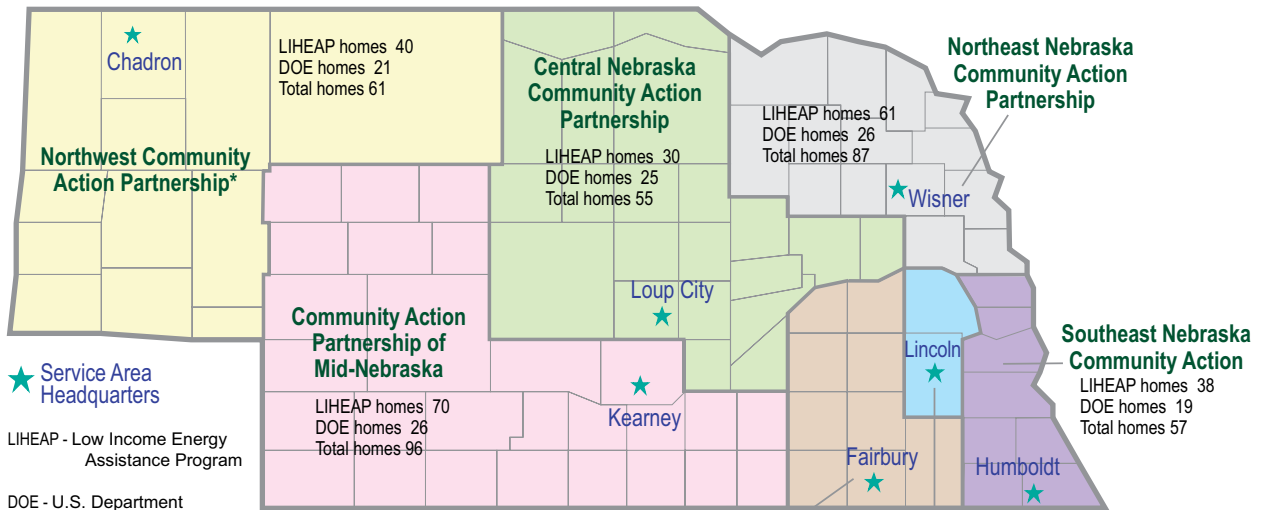 Chadron
LIHEAP homes 40
DOE homes 21
Total homes 61
Northwest Community
Action Partnership*
Central Nebraska
Community Action
Partnership
LIHEAP homes 30
DOE homes 25
Total homes 55
Northeast Nebraska
Community Action
Partnership
LIHEAP homes 61
DOE homes 26
Total homes 87
Wisner
Loup City
Community Action
Partnership of
Mid-Nebraska
LIHEAP homes 70
DOE homes 26
Total homes 96
Kearney
Lincoln
Fairbury
Humboldt
Southeast Nebraska
Community Action
LIHEAP homes 38
DOE homes 19
Total homes 57
Service Area
Headquarters
LIHEAP - Low Income Energy
Assistance Program
DOE - U.S. Department